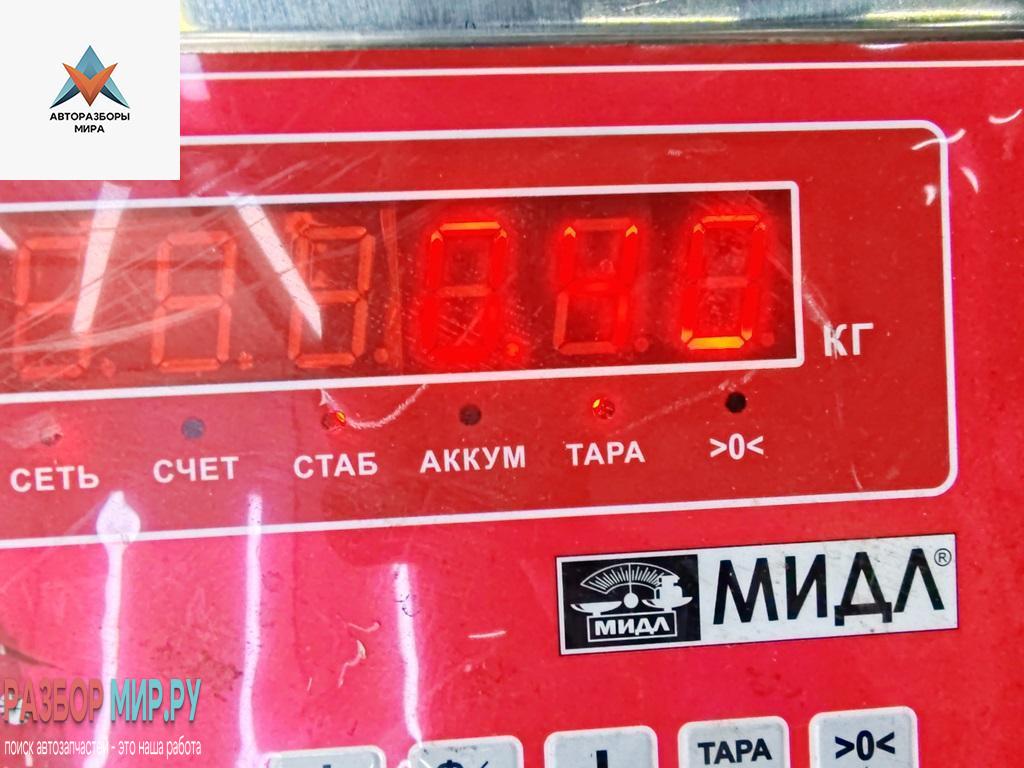 АВТОРАЗБОРЫ
МИРА
0.40
КГ
СЕТЬ СЧЕТ СТАБ АККУМ ТАРА >0<
МИДЛ МИДЛ®
РАЗБОР МИР.РУ
поиск автозапчастей - это наша работа
ТАРА >0<